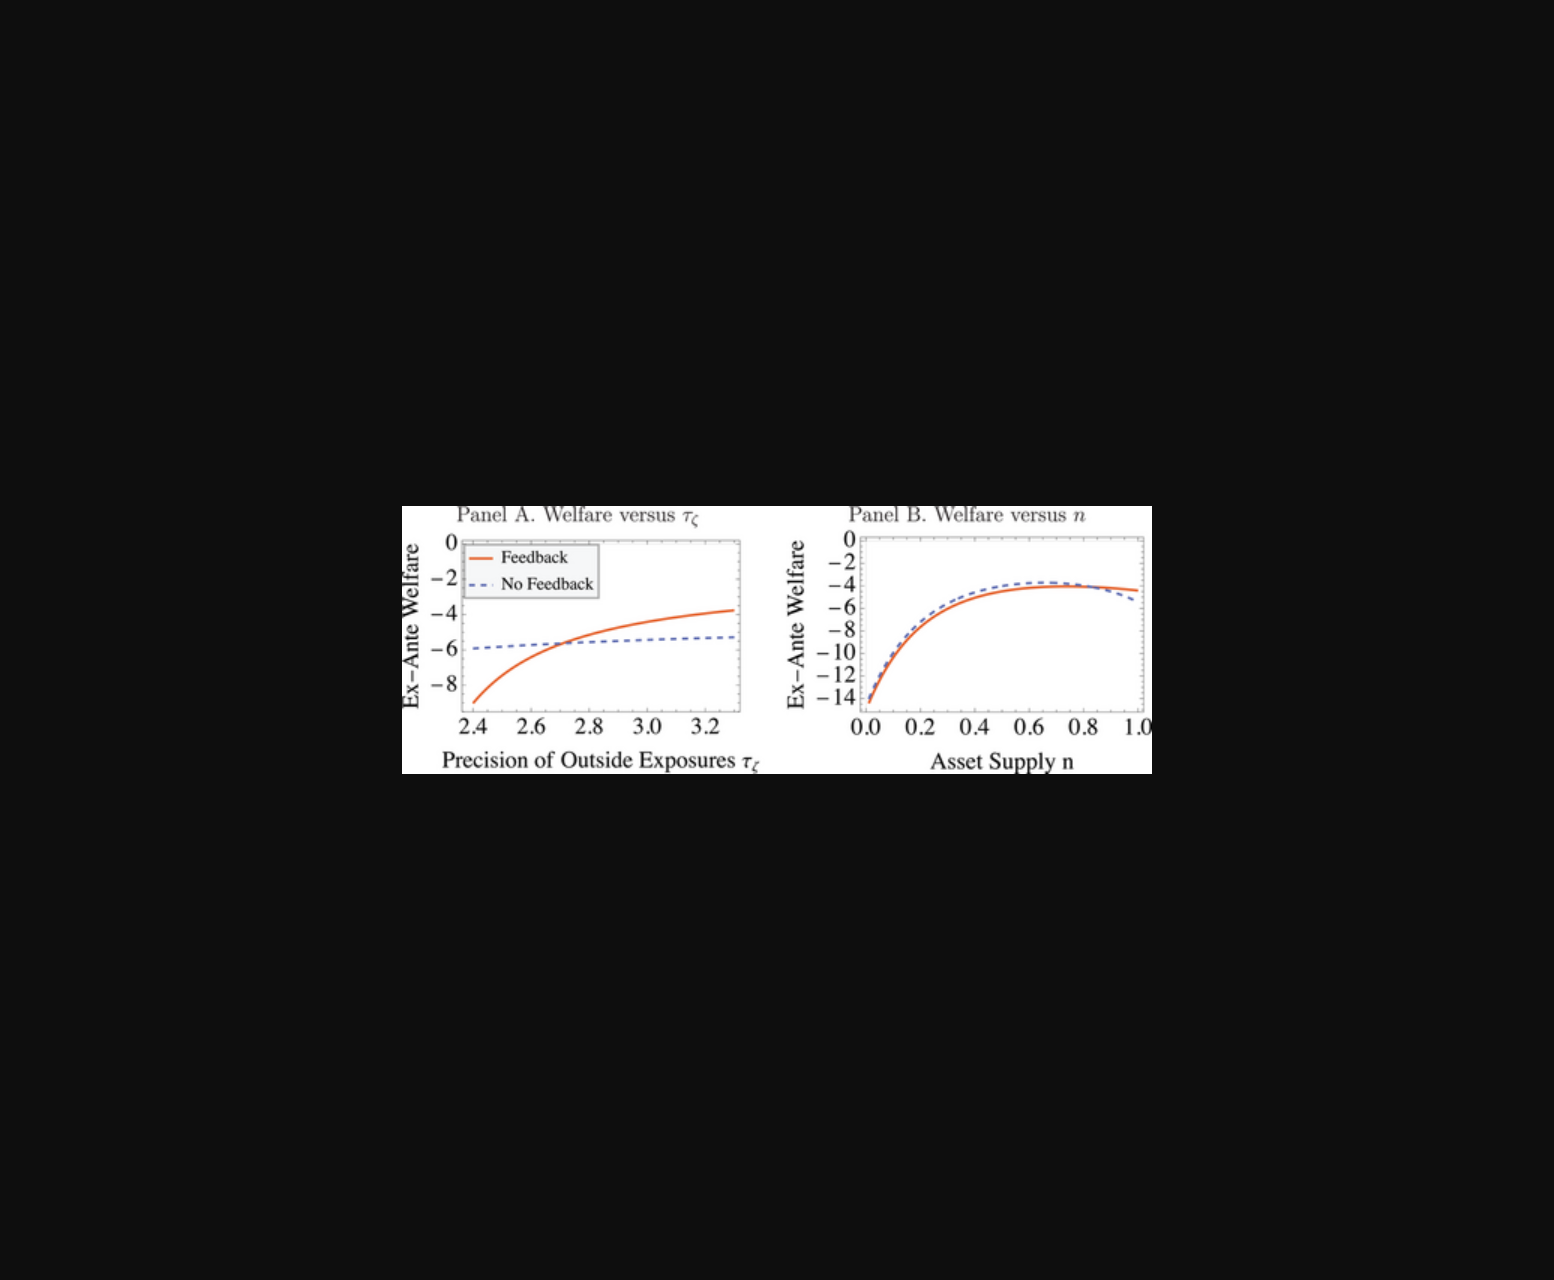 Panel A. Welfare versus τζ
Ex–Ante Welfare
0
−2
−4
−6
−8
Feedback
No Feedback
2.4 2.6 2.8 3.0 3.2
Precision of Outside Exposures τζ
Panel B. Welfare versus n
Ex–Ante Welfare
0
−2
−4
−6
−8
−10
−12
−14
0.0 0.2 0.4 0.6 0.8 1.0
Asset Supply n